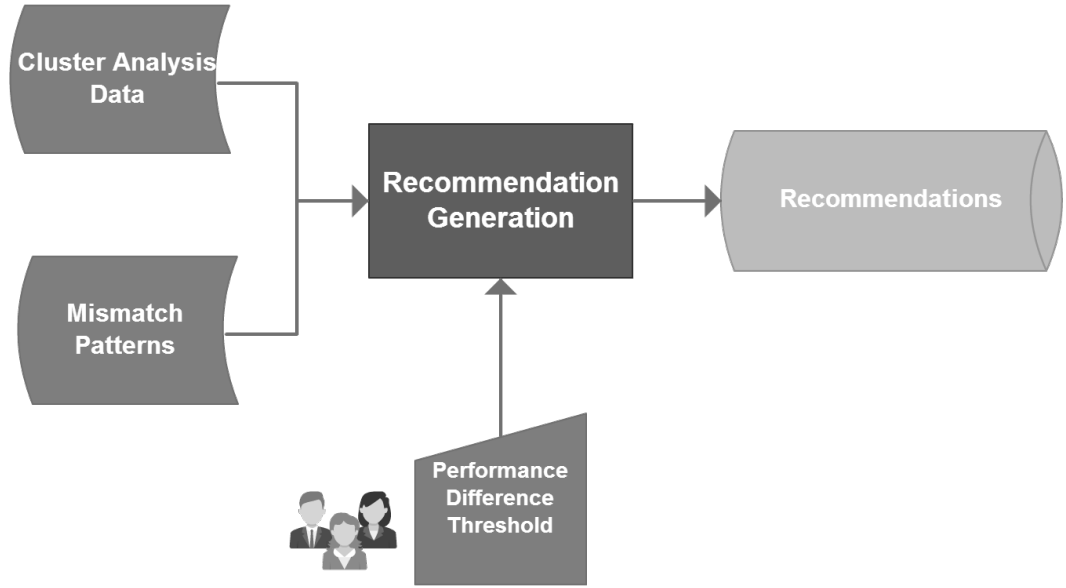 Cluster Analysis
Data
Recommendation
Generation
Recommendations
Mismatch
Patterns
Performance
Difference
Threshold